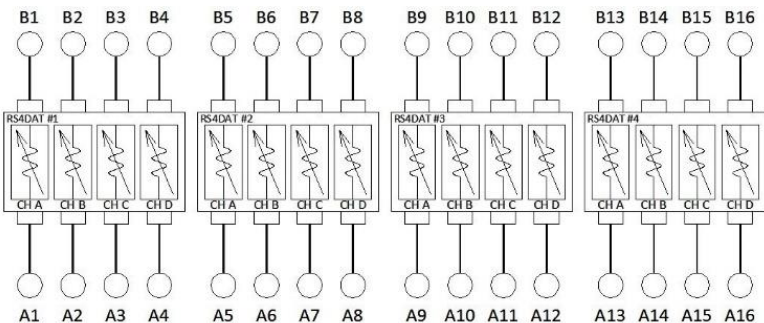 B1 B2 B3 B4 B5 B6 B7 B8 B9 B10 B11 B12 B13 B14 B15 B16
RS4DAT #1 RS4DAT #2 RS4DAT #3 RS4DAT #4
CH A CH B CH C CH D CH A CH B CH C CH D CH A CH B CH C CH D CH A CH B CH C CH D
A1 A2 A3 A4 A5 A6 A7 A8 A9 A10 A11 A12 A13 A14 A15 A16